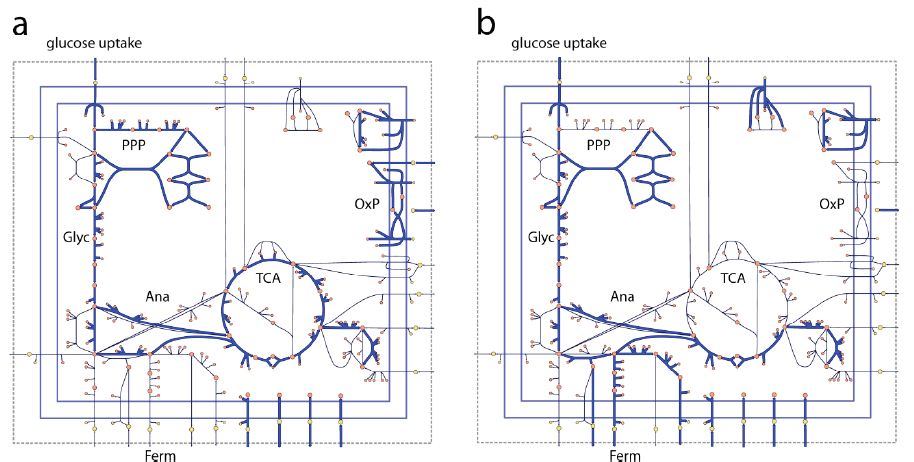 a
glucose uptake
PPP
OxP
Glyc
TCA
Ana
Ferm
b
glucose uptake
PPP
OxP
Glyc
TCA
Ana
Ferm